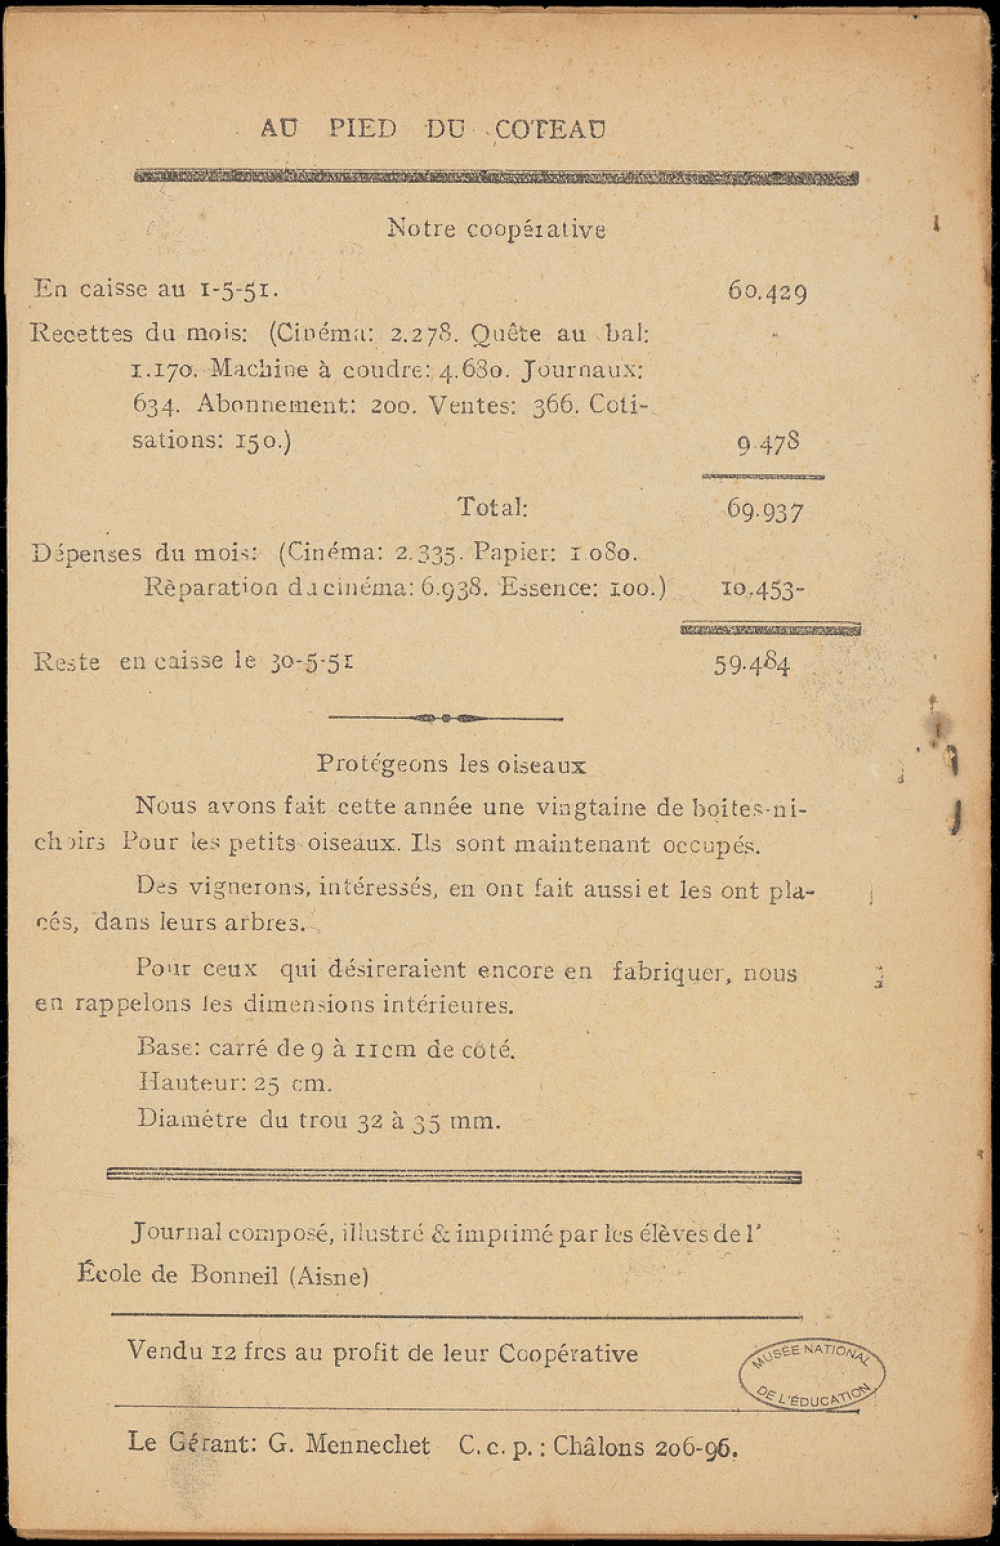 AU PIED DU COTEAU
Notre coopérative
En caisse au 1-5-51. 60.429
Recettes du mois: (Cinéma: 2.278. Quête au bal:
1.170. Machine à coudre: 4.680. Journaux:
634. Abonnement: 200. Ventes: 366. Coti-
sations: 150.) 9.478
Total: 69.937
Dépenses du mois: (Cinéma: 2.335. Papier: 1.080.
Rèparation du cinéma: 6.938. Essence: 100.) 10.453-
Reste en caisse le 30-5-51 59.484
Protégeons les oiseaux
Nous avons fait cette année une vingtaine de boites-ni-
choirs Pour les petits oiseaux. Ils sont maintenant occupés.
Des vignerons, intéressés, en ont fait aussi et les ont pla-
cés, dans leurs arbres.
Pour ceux qui désireraient encore en fabriquer, nous
en rappelons les dimensions intérieures.
Base: carré de 9 à 11cm de côté.
Hauteur: 25 cm.
Diamétre du trou 32 à 35 mm.
Journal composé, illustré & imprimé par les élèves de l'
École de Bonneil (Aisne)
Vendu 12 frcs au profit de leur Coopérative
MUSÉE NATIONAL
DE L'ÉDUCATION
Le Gérant: G. Mennechet C. c. p. : Châlons 206-96.